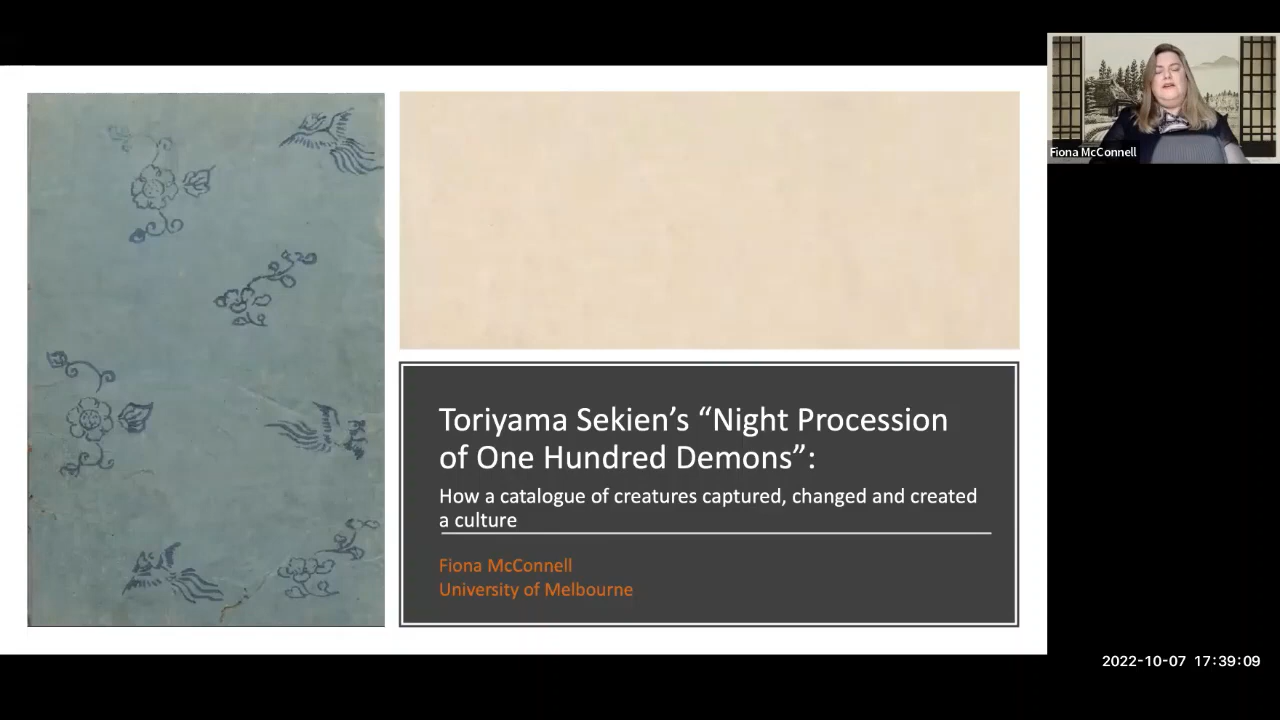 Fiona McConnell
Toriyama Sekien’s “Night Procession
of One Hundred Demons”:
How a catalogue of creatures captured, changed and created
a culture
Fiona McConnell
University of Melbourne
2022-10-07 17:39:09